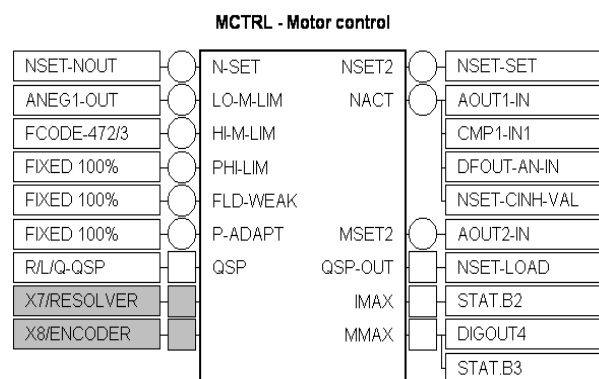 MCTRL - Motor control
NSET-NOUT N-SET NSET2 NSET-SET
ANEG1-OUT LO-M-LIM NACT AOUT1-IN
FCODE-472/3 HI-M-LIM CMP1-IN1
FIXED 100% PHI-LIM DFOUT-AN-IN
FIXED 100% FLD-WEAK NSET-CINH-VAL
FIXED 100% P-ADAPT MSET2 AOUT2-IN
R/L/Q-QSP QSP QSP-OUT NSET-LOAD
X7/RESOLVER IMAX STAT.B2
X8/ENCODER MMAX DIGOUT4
STAT.B3